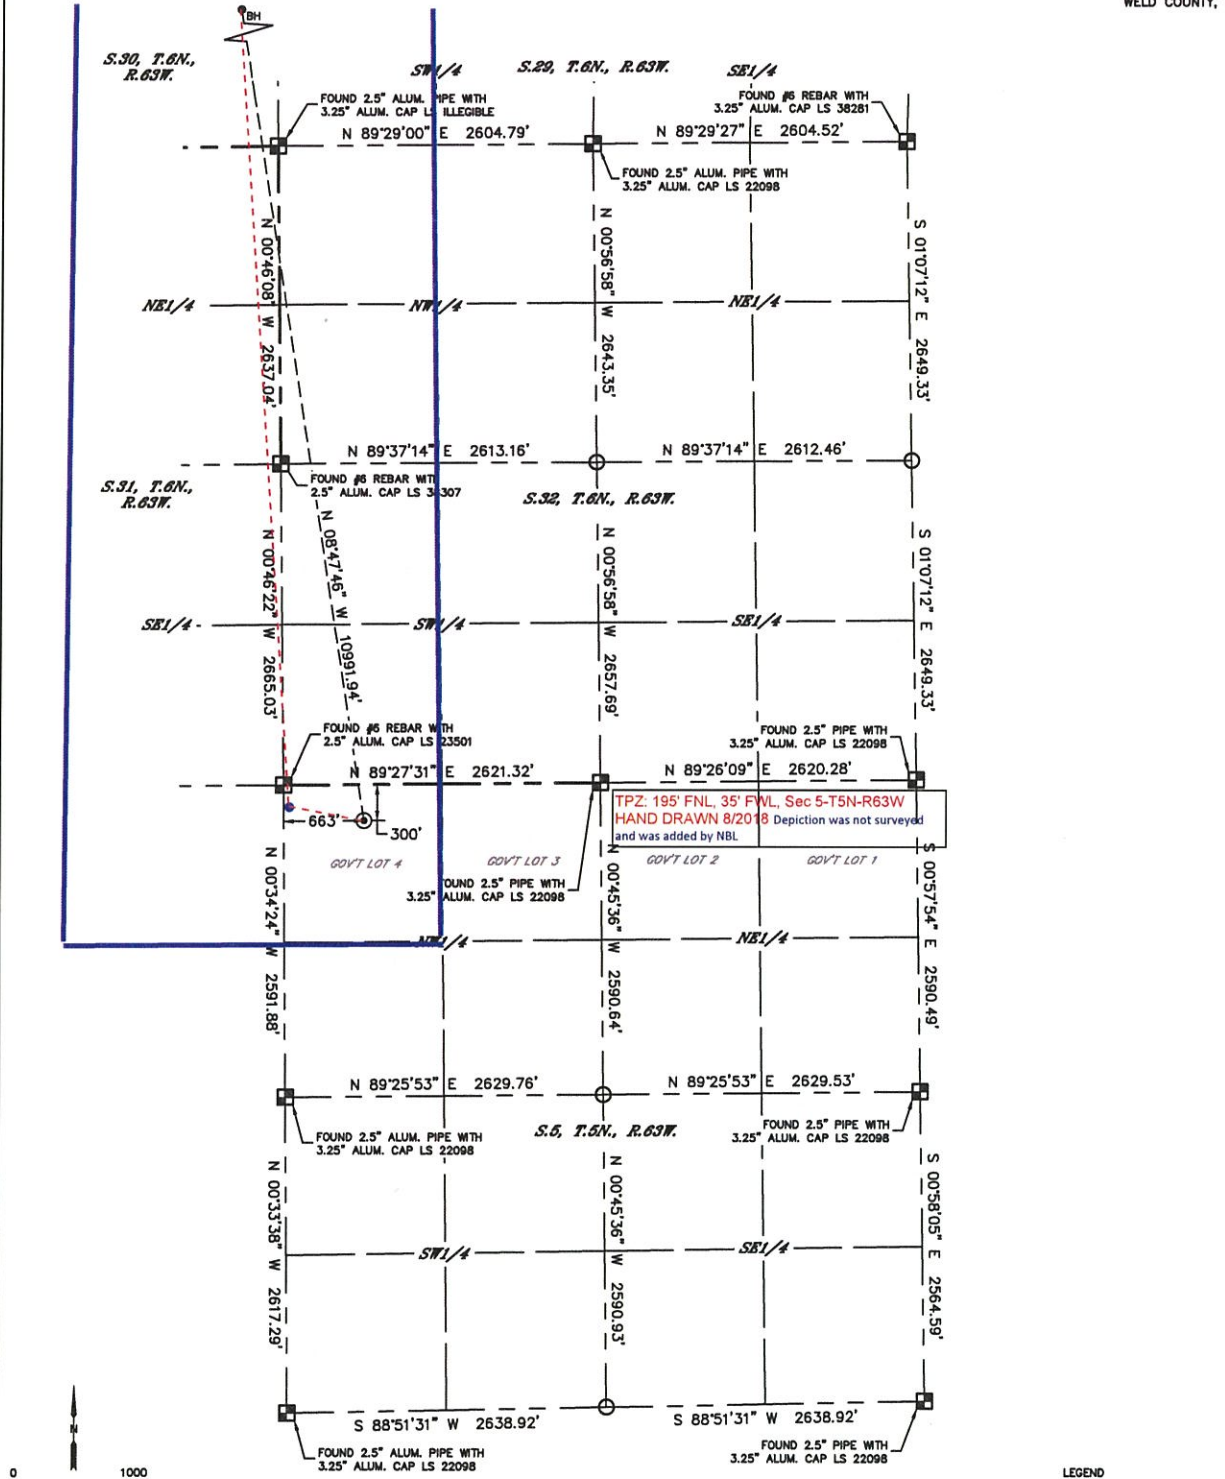 WELD COUNTY,
BH
S.30, T.6N.,
R.63W.
SW1/4
S.29, T.6N., R.63W.
SE1/4
FOUND 2.5" ALUM. PIPE WITH
3.25" ALUM. CAP LS ILLEGIBLE
FOUND #6 REBAR WITH
3.25" ALUM. CAP LS 38281
N 89°29'00" E 2604.79'
N 89°29'27" E 2604.52'
FOUND 2.5" ALUM. PIPE WITH
3.25" ALUM. CAP LS 22098
N 00°46'08" W 2637.04'
N 00°56'58" W 2643.35'
S 01°07'12" E 2649.33'
NE1/4
NW1/4
NE1/4
N 89°37'14" E 2613.16'
N 89°37'14" E 2612.46'
S.31, T.6N.,
R.63W.
FOUND #6 REBAR WITH
2.5" ALUM. CAP LS
S.32, T.6N., R.63W.
N 00°46'22" W 2665.03'
N 08°47'46" W 10991.94'
N 00°56'58" W 2657.69'
S 01°07'12" E 2649.33'
SE1/4
SW1/4
SE1/4
FOUND #6 REBAR WITH
2.5" ALUM. CAP LS 23501
FOUND 2.5" PIPE WITH
3.25" ALUM. CAP LS 22098
N 89°27'31" E 2621.32'
N 89°26'09" E 2620.28'
663'
300'
TPZ: 195' FNL, 35' FWL, Sec 5-T5N-R63W
HAND DRAWN 8/2018 Depiction was not surveyed
and was added by NBL
GOV'T LOT 4
GOV'T LOT 3
GOV'T LOT 2
GOV'T LOT 1
FOUND 2.5" PIPE WITH
3.25" ALUM. CAP LS 22098
N 00°34'24" W 2591.88'
N 00°45'36" W 2590.64'
S 00°57'54" E 2590.49'
NW1/4
NE1/4
N 89°25'53" E 2629.76'
N 89°25'53" E 2629.53'
FOUND 2.5" ALUM. PIPE WITH
3.25" ALUM. CAP LS 22098
S.5, T.5N., R.63W.
FOUND 2.5" PIPE WITH
3.25" ALUM. CAP LS 22098
N 00°33'38" W 2617.29'
N 00°45'36" W 2590.93'
S 00°58'05" E 2564.59'
SW1/4
SE1/4
S 88°51'31" W 2638.92'
S 88°51'31" W 2638.92'
FOUND 2.5" ALUM. PIPE WITH
3.25" ALUM. CAP LS 22098
FOUND 2.5" PIPE WITH
3.25" ALUM. CAP LS 22098
N
0 1000
LEGEND